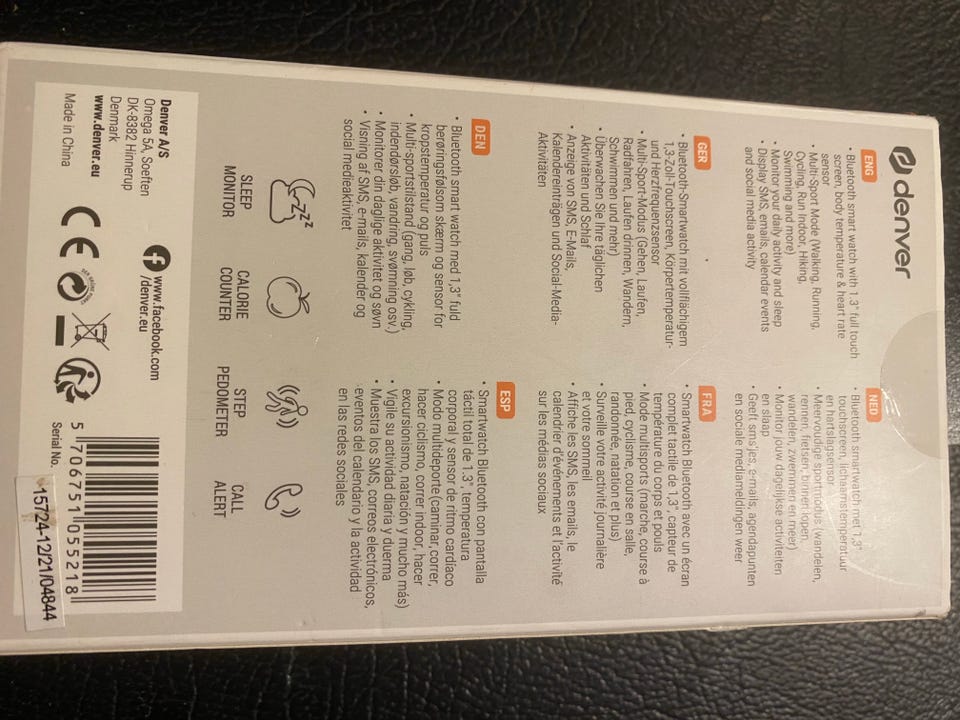 denver
ENG
• Bluetooth smart watch with 1.3" full touch
screen, body temperature & heart rate
sensor
• Multi-Sport Mode (Walking, Running,
Cycling, Run Indoor, Hiking,
Swimming and more)
• Monitor your daily activity and sleep
• Display SMS, emails, calendar events
and social media activity
NED
• Bluetooth smartwatch met 1,3"
touchscreen, lichaamstemperatuur
en hartslagsensor
• Meervoudige sportmodus (wandelen,
rennen, fietsen, binnen lopen,
wandelen, zwemmen en meer)
• Monitor jouw dagelijkse activiteiten
en slaap
• Geeft sms'jes, e-mails, agendapunten
en sociale mediameldingen weer
GER
• Bluetooth-Smartwatch mit vollflächigem
1,3-Zoll-Touchscreen, Körpertemperatur-
und Herzfrequenzsensor
• Multi-Sport-Modus (Gehen, Laufen,
Radfahren, Laufen drinnen, Wandern,
Schwimmen und mehr)
• Überwachen Sie Ihre täglichen
Aktivitäten und Schlaf
• Anzeige von SMS, E-Mails,
Kalendereinträgen und Social-Media-
Aktivitäten
FRA
• Smartwatch Bluetooth avec un écran
complet tactile de 1,3", capteur de
température du corps et pouls
• Mode multisports (marche, course à
pied, cyclisme, course en salle,
randonnée, natation et plus)
• Surveille votre activité journalière
et votre sommeil
• Affiche les SMS, les emails, le
calendrier d'événements et l'activité
sur les médias sociaux
DEN
• Bluetooth smart watch med 1,3" fuld
berøringsfølsom skærm og sensor for
kropstemperatur og puls
• Multi-sportstilstand (gang, løb, cykling,
indendørsløb, vandring, svømning osv.)
• Monitorer din daglige aktivitet og søvn
• Visning af SMS, e-mails, kalender og
social medieaktivitet
ESP
• Smartwatch Bluetooth con pantalla
táctil total de 1.3", temperatura
corporal y sensor de ritmo cardiaco
• Modo multideporte (caminar, correr,
hacer ciclismo, correr indoor, hacer
excursionismo, natación y mucho más)
• Vigile su actividad diaria y duerma
• Muestra los SMS, correos electrónicos,
eventos del calendario y la actividad
en las redes sociales
zzz
SLEEP
MONITOR
CALORIE
COUNTER
STEP
PEDOMETER
CALL
ALERT
Denver A/S
Omega 5A, Soeften
DK-8382 Hinnerup
Denmark
www.denver.eu
Made in China
www.facebook.com
/denver.eu
CE
5 706751 055218
Serial No.
15724-12/21/04844